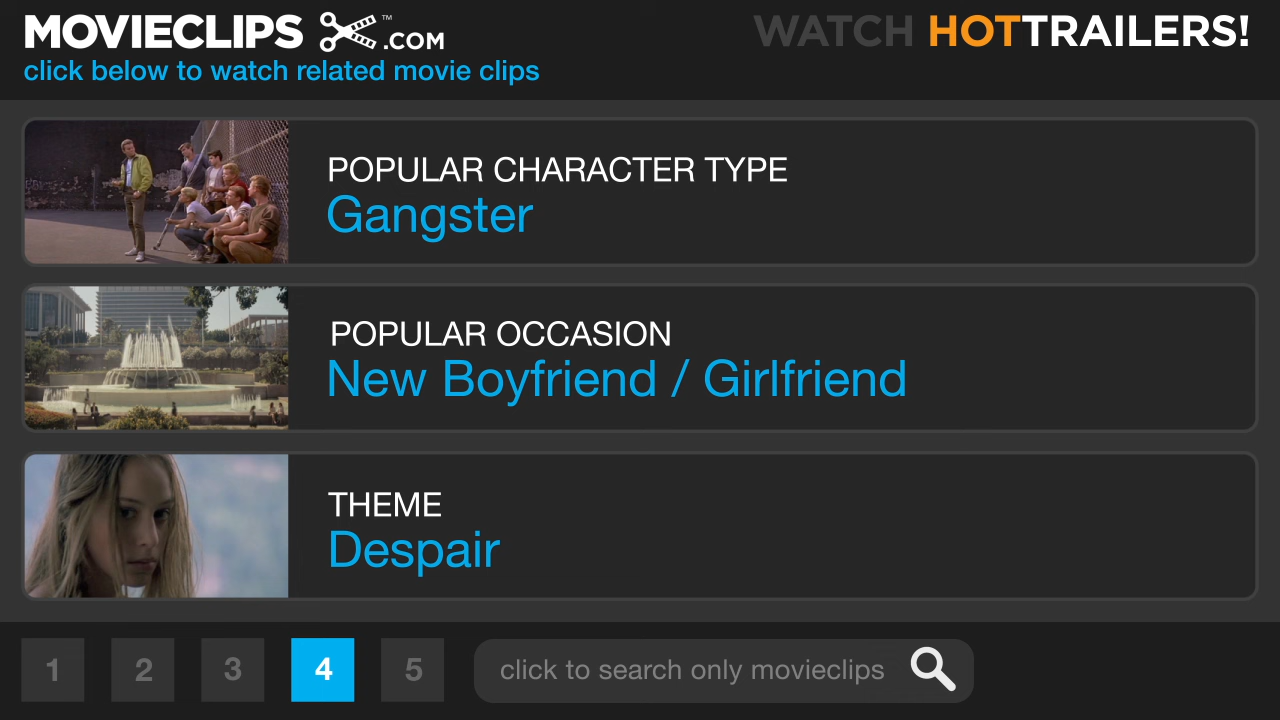 MOVIECLIPS ™ .COM
WATCH HOTTRAILERS!
click below to watch related movie clips
POPULAR CHARACTER TYPE
Gangster
POPULAR OCCASION
New Boyfriend / Girlfriend
THEME
Despair
1 2 3 4 5 click to search only movieclips